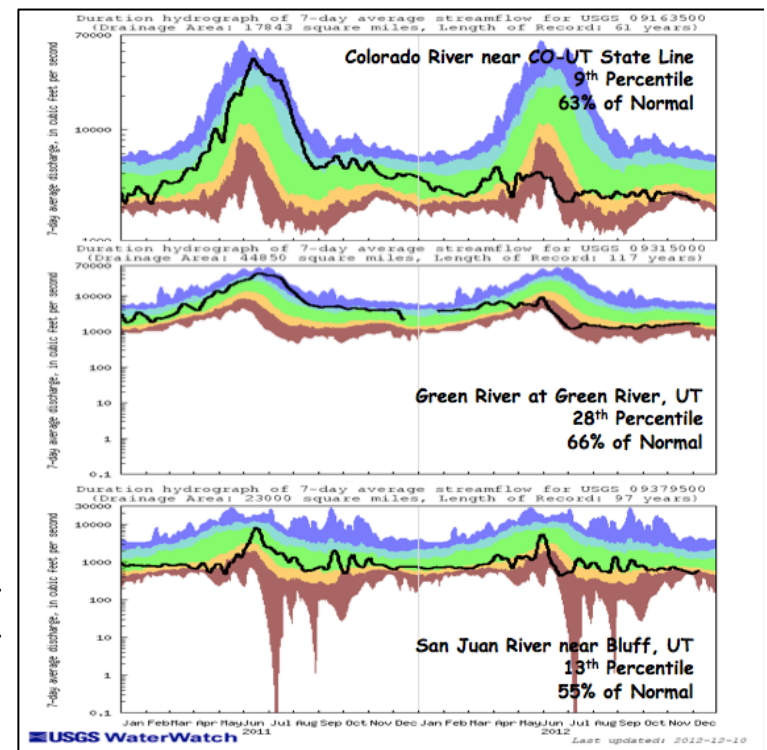 Duration hydrograph of 7-day average streamflow for USGS 09163500
(Drainage Area: 17843 square miles, Length of Record: 61 years)
70000
Colorado River near CO-UT State Line
9th Percentile
63% of Normal
10000
1000
7-day average discharge, in cubic feet per second
Duration hydrograph of 7-day average streamflow for USGS 09315000
(Drainage Area: 44850 square miles, Length of Record: 117 years)
70000
10000
1000
100
10
1
0.1
7-day average discharge, in cubic feet per second
Green River at Green River, UT
28th Percentile
66% of Normal
Duration hydrograph of 7-day average streamflow for USGS 09379500
(Drainage Area: 23000 square miles, Length of Record: 97 years)
30000
10000
1000
100
10
1
0.1
7-day average discharge, in cubic feet per second
San Juan River near Bluff, UT
13th Percentile
55% of Normal
Jan Feb Mar Apr May Jun Jul Aug Sep Oct Nov Dec Jan Feb Mar Apr May Jun Jul Aug Sep Oct Nov Dec
2011 2012
USGS WaterWatch
Last updated: 2012-12-10